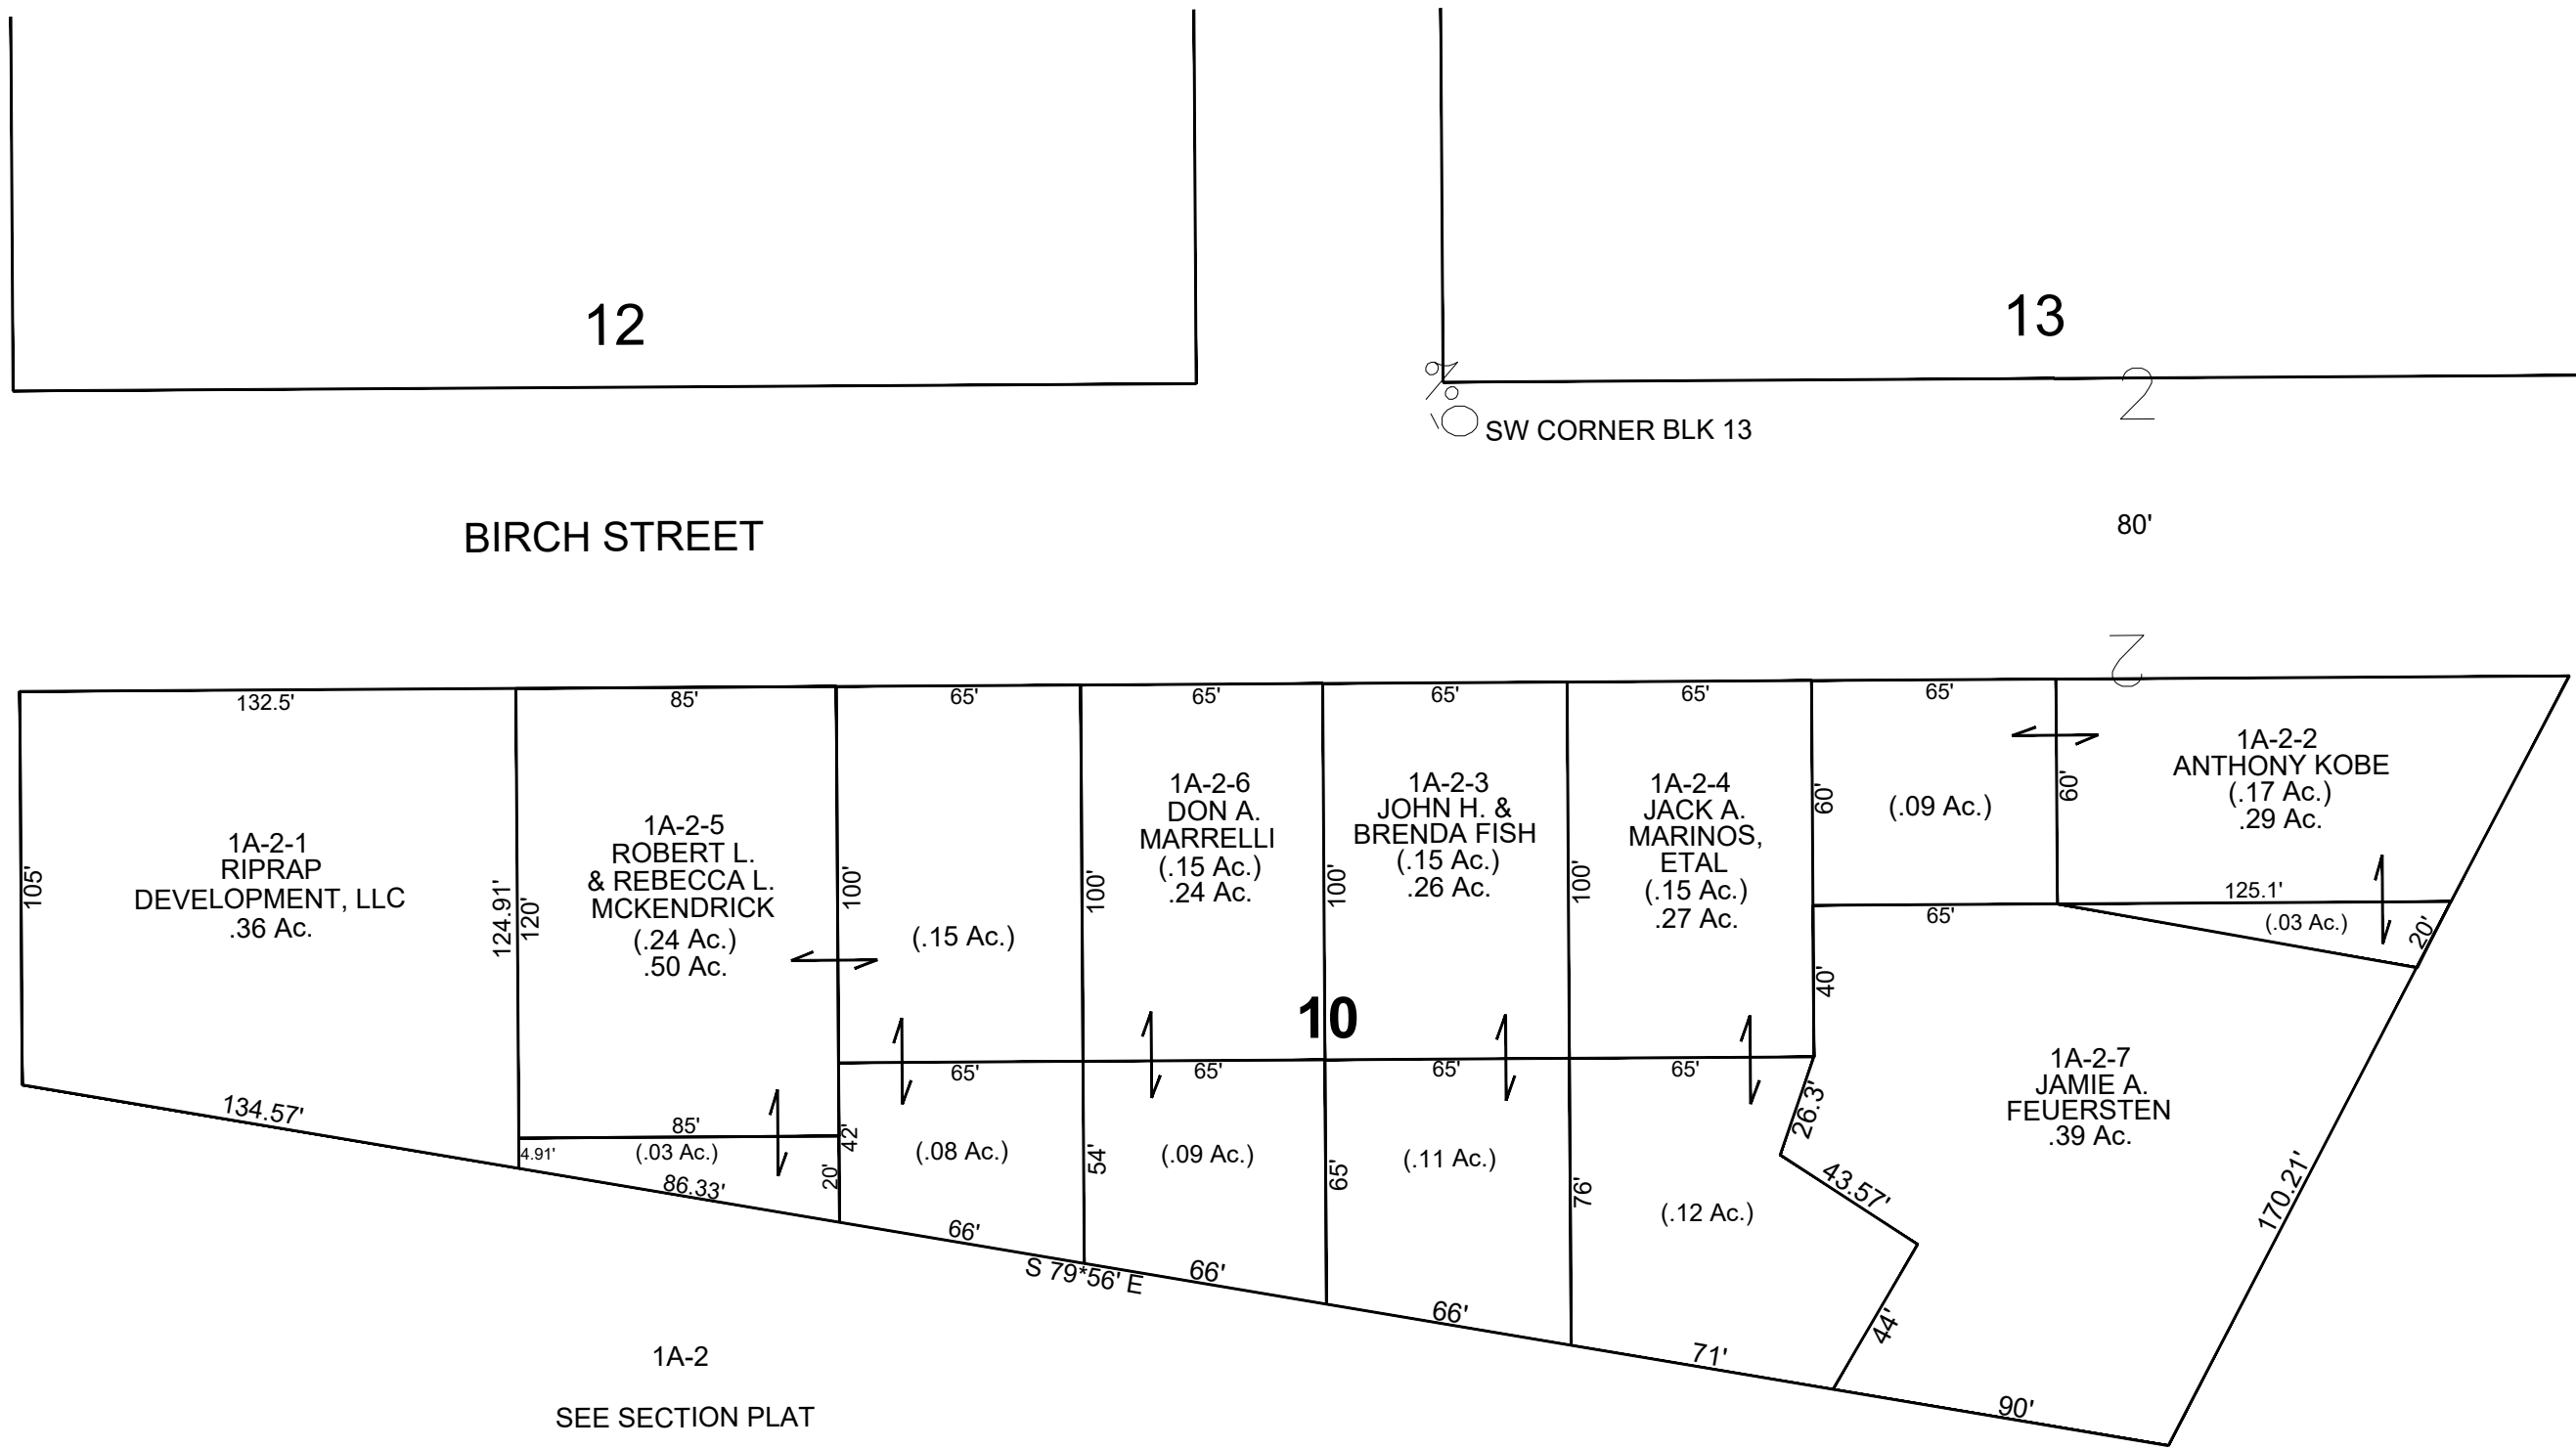 12
13
SW CORNER BLK 13
BIRCH STREET
80'
132.5'
85'
65'
65'
65'
65'
65'
105'
1A-2-1
RIPRAP
DEVELOPMENT, LLC
.36 Ac.
124.91'
120'
1A-2-5
ROBERT L.
& REBECCA L.
MCKENDRICK
(.24 Ac.)
.50 Ac.
100'
(.15 Ac.)
100'
1A-2-6
DON A.
MARRELLI
(.15 Ac.)
.24 Ac.
100'
1A-2-3
JOHN H. &
BRENDA FISH
(.15 Ac.)
.26 Ac.
100'
1A-2-4
JACK A.
MARINOS,
ETAL
(.15 Ac.)
.27 Ac.
60'
(.09 Ac.)
60'
1A-2-2
ANTHONY KOBE
(.17 Ac.)
.29 Ac.
125.1'
65'
(.03 Ac.)
20'
40'
10
65'
65'
65'
65'
26.3'
1A-2-7
JAMIE A.
FEUERSTEN
.39 Ac.
134.57'
85'
4.91'
(.03 Ac.)
20'
42'
(.08 Ac.)
54'
(.09 Ac.)
65'
(.11 Ac.)
76'
(.12 Ac.)
43.57'
170.21'
86.33'
66'
S 79*56' E
66'
66'
71'
44'
90'
1A-2
SEE SECTION PLAT